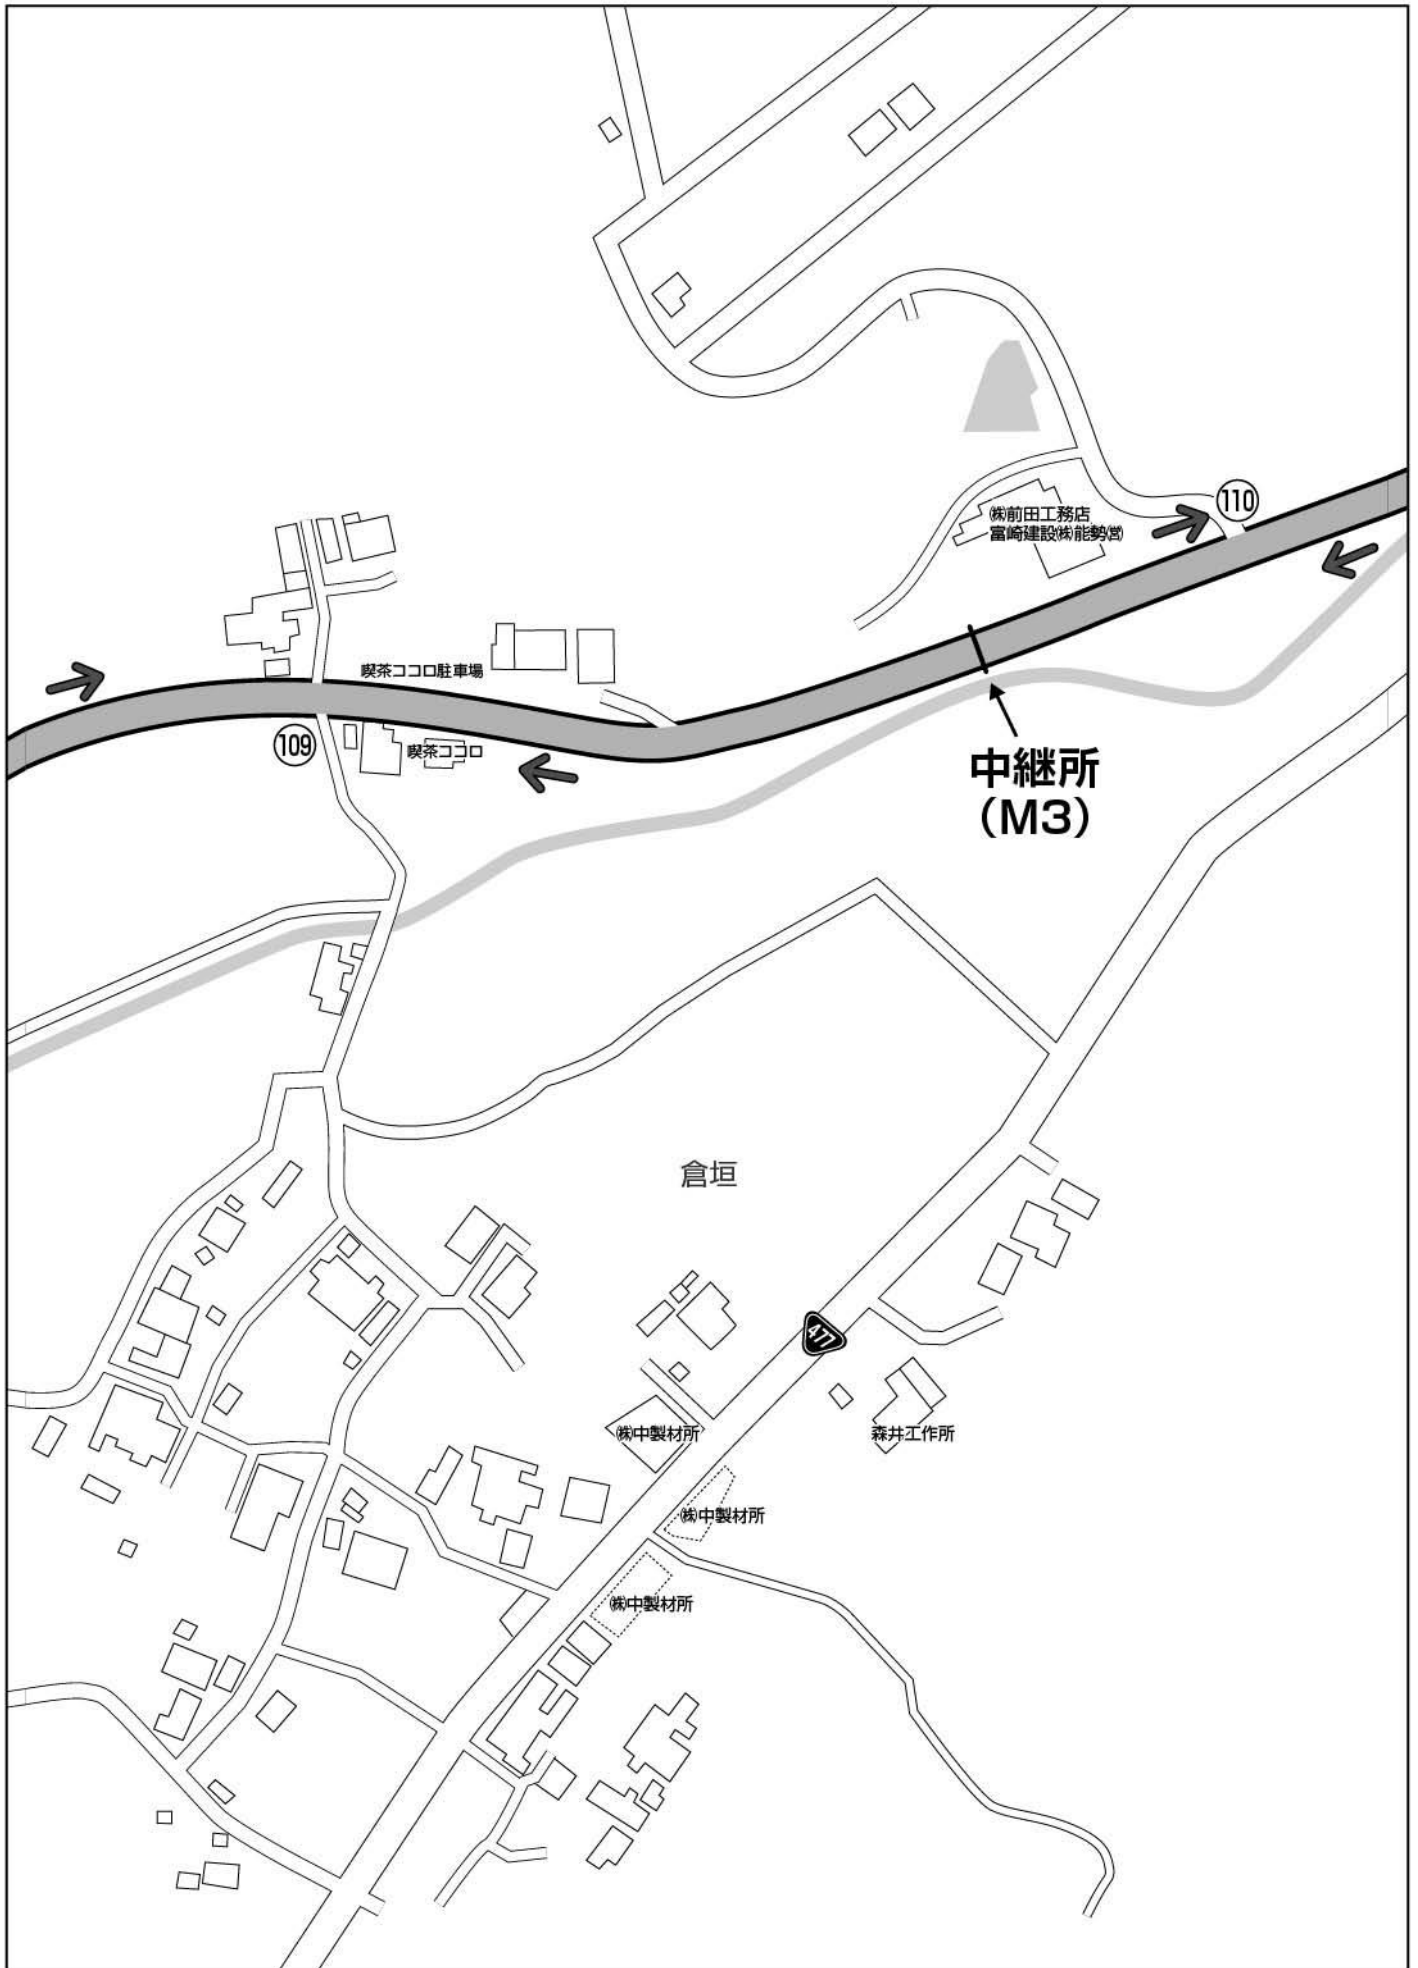 110
㈱前田工務店
富崎建設㈱能勢㈺
喫茶ココロ駐車場
109
喫茶ココロ
中継所
（M3）
倉垣
477
㈱中製材所
森井工作所
㈱中製材所
㈱中製材所